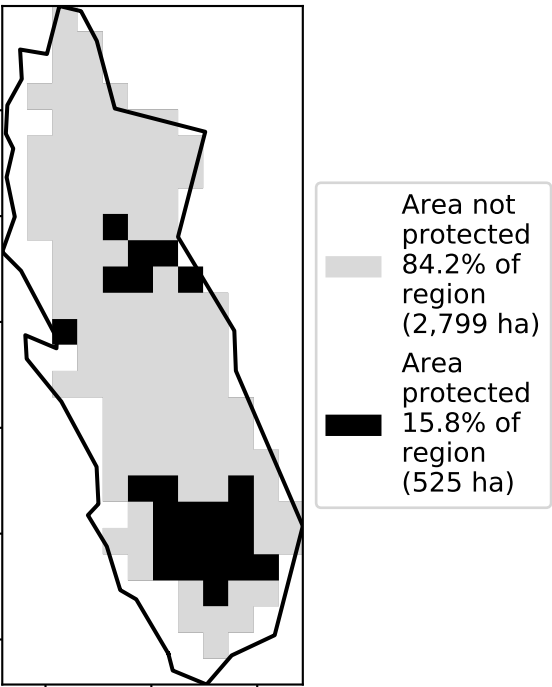 Area not
protected
84.2% of
region
(2,799 ha)
Area
protected
15.8% of
region
(525 ha)